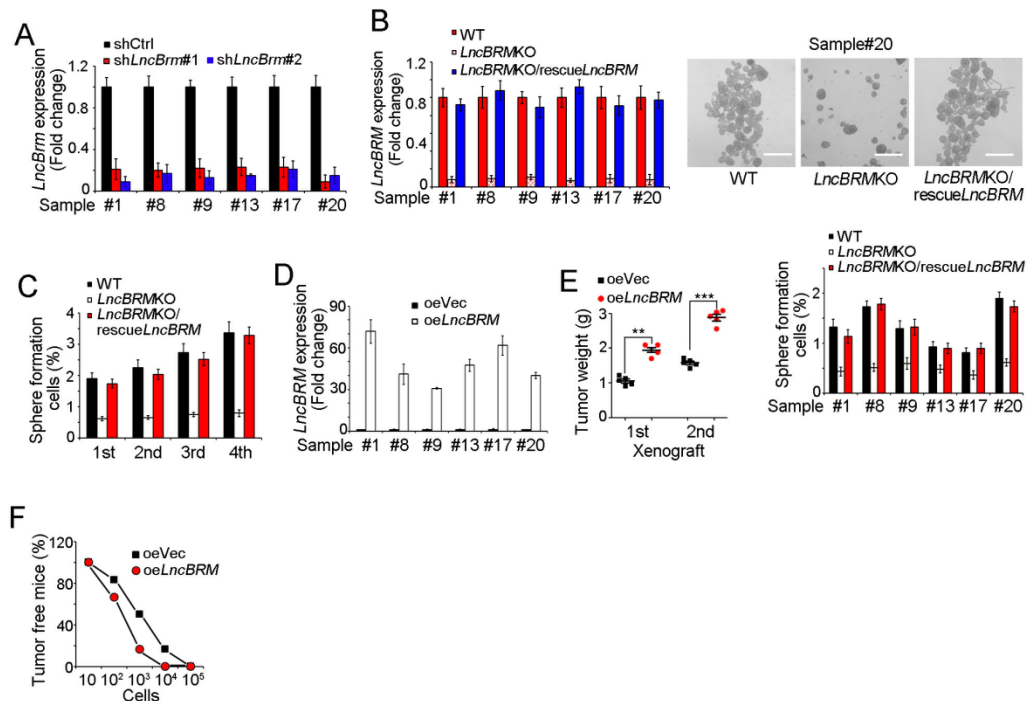 A
shCtrl
shLncBrm#1 shLncBrm#2
LncBrm expression
(Fold change)
1.2
0.8
0.4
0
Sample #1 #8 #9 #13 #17 #20
B
WT
LncBRMKO
LncBRMKO/rescueLncBRM
LncBRM expression
(Fold change)
1.2
0.8
0.4
0
Sample #1 #8 #9 #13 #17 #20
Sample#20
WT LncBRMKO LncBRMKO/
rescueLncBRM
WT
LncBRMKO
LncBRMKO/rescueLncBRM
Sphere formation
cells (%)
2
1.5
1
0.5
0
Sample #1 #8 #9 #13 #17 #20
C
WT
LncBRMKO
LncBRMKO/
rescueLncBRM
Sphere formation
cells (%)
4
3
2
1
0
1st 2nd 3rd 4th
D
oeVec
oeLncBRM
LncBRM expression
(Fold change)
90
60
30
0
Sample #1 #8 #9 #13 #17 #20
E
oeVec
oeLncBRM
Tumor weight (g)
3
2
1
0
** ***
1st 2nd
Xenograft
F
oeVec
oeLncBRM
Tumor free mice (%)
120
80
40
0
10 10² 10³ 10⁴ 10⁵
Cells